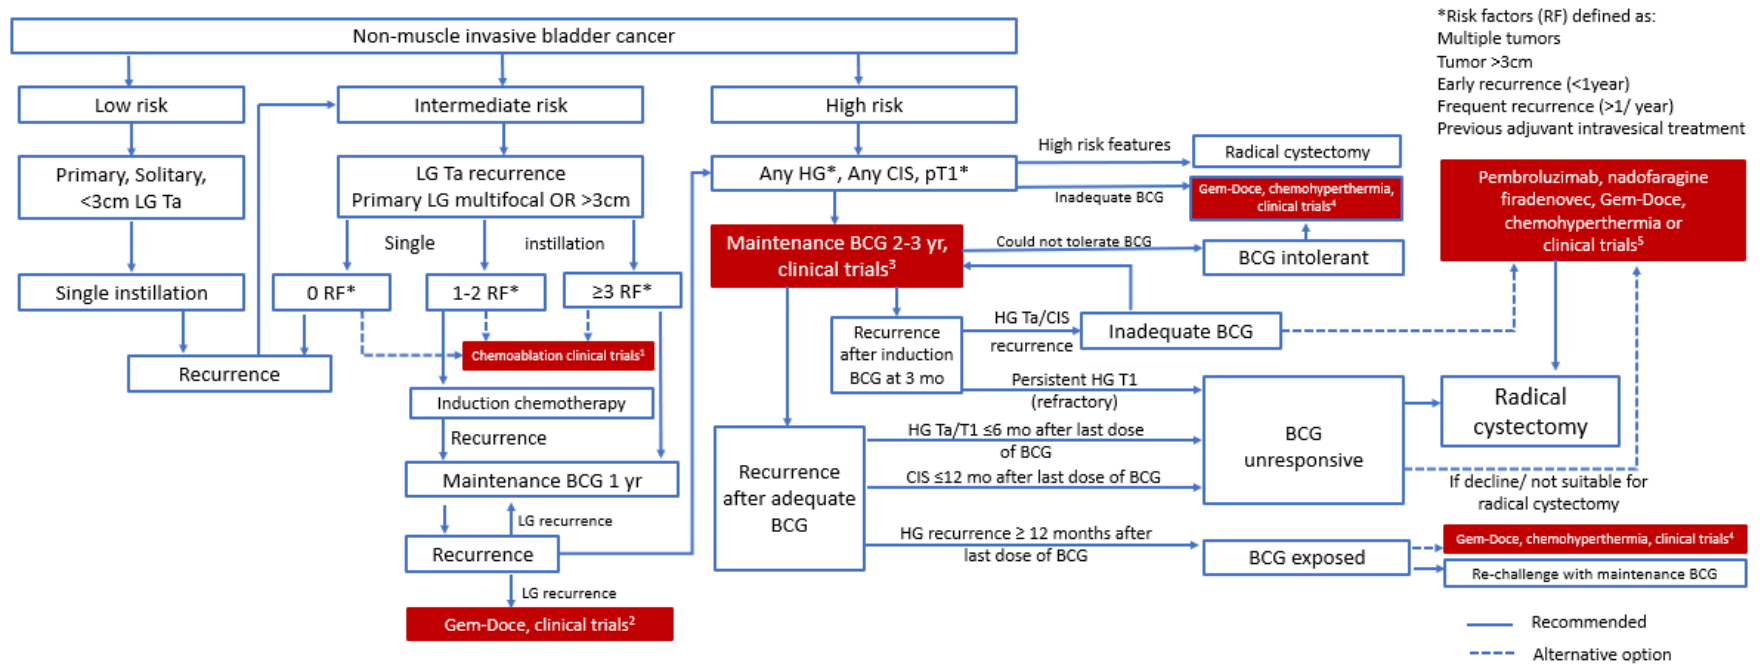 Non-muscle invasive bladder cancer
*Risk factors (RF) defined as:
Multiple tumors
Tumor >3cm
Early recurrence (<1year)
Frequent recurrence (>1/ year)
Previous adjuvant intravesical treatment
Low risk
Intermediate risk
High risk
Primary, Solitary,
<3cm LG Ta
LG Ta recurrence
Primary LG multifocal OR >3cm
Any HG*, Any CIS, pT1*
High risk features
Radical cystectomy
Inadequate BCG
Gem-Doce, chemohyperthermia,
clinical trials⁴
Pembroluzimab, nadofaragine
firadenovec, Gem-Doce,
chemohyperthermia or
clinical trials⁵
Single
instillation
Maintenance BCG 2-3 yr,
clinical trials³
Could not tolerate BCG
BCG intolerant
Single instillation
0 RF*
1-2 RF*
≥3 RF*
Recurrence
Chemoablation clinical trials¹
Recurrence
after induction
BCG at 3 mo
HG Ta/CIS
recurrence
Inadequate BCG
Persistent HG T1
(refractory)
Induction chemotherapy
Recurrence
Maintenance BCG 1 yr
LG recurrence
Recurrence
LG recurrence
Gem-Doce, clinical trials²
Recurrence
after adequate
BCG
HG Ta/T1 ≤6 mo after last dose
of BCG
CIS ≤12 mo after last dose of BCG
BCG
unresponsive
Radical
cystectomy
If decline/ not suitable for
radical cystectomy
HG recurrence ≥ 12 months after
last dose of BCG
BCG exposed
Gem-Doce, chemohyperthermia, clinical trials⁴
Re-challenge with maintenance BCG
Recommended
Alternative option